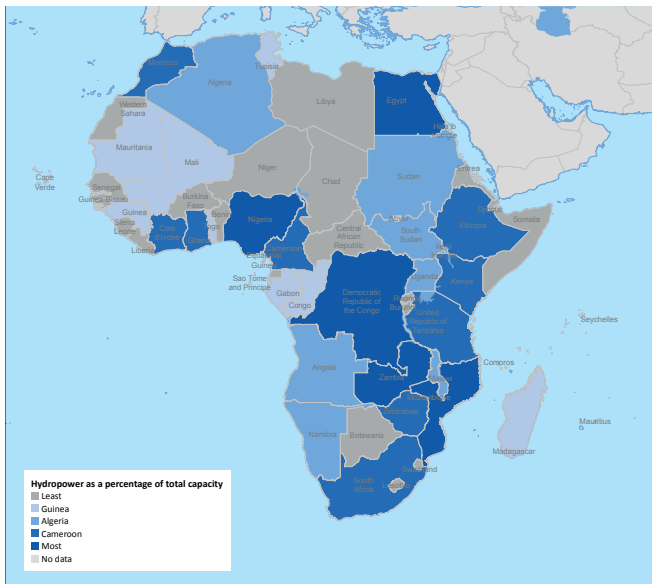 Morocco
Tunisia
Algeria
Libya
Egypt
Western
Sahara
Mauritania
Mali
Niger
Chad
Sudan
Eritrea
Cape
Verde
Senegal
Guinea-Bissau
Guinea
Sierra
Leone
Liberia
Burkina
Faso
Benin
Togo
Cote
d'Ivoire
Ghana
Nigeria
Cameroon
Equatorial
Guinea
Sao Tome
and Principe
Gabon
Congo
Central
African
Republic
South
Sudan
Abyei
Djibouti
Ethiopia
Somalia
Uganda
Kenya
Rwanda
Burundi
Democratic
Republic of
the Congo
United
Republic of
Tanzania
Seychelles
Comoros
Angola
Zambia
Malawi
Mozambique
Zimbabwe
Namibia
Botswana
Madagascar
Mauritius
Swaziland
Lesotho
South
Africa
Hydropower as a percentage of total capacity
Least
Guinea
Algeria
Cameroon
Most
No data